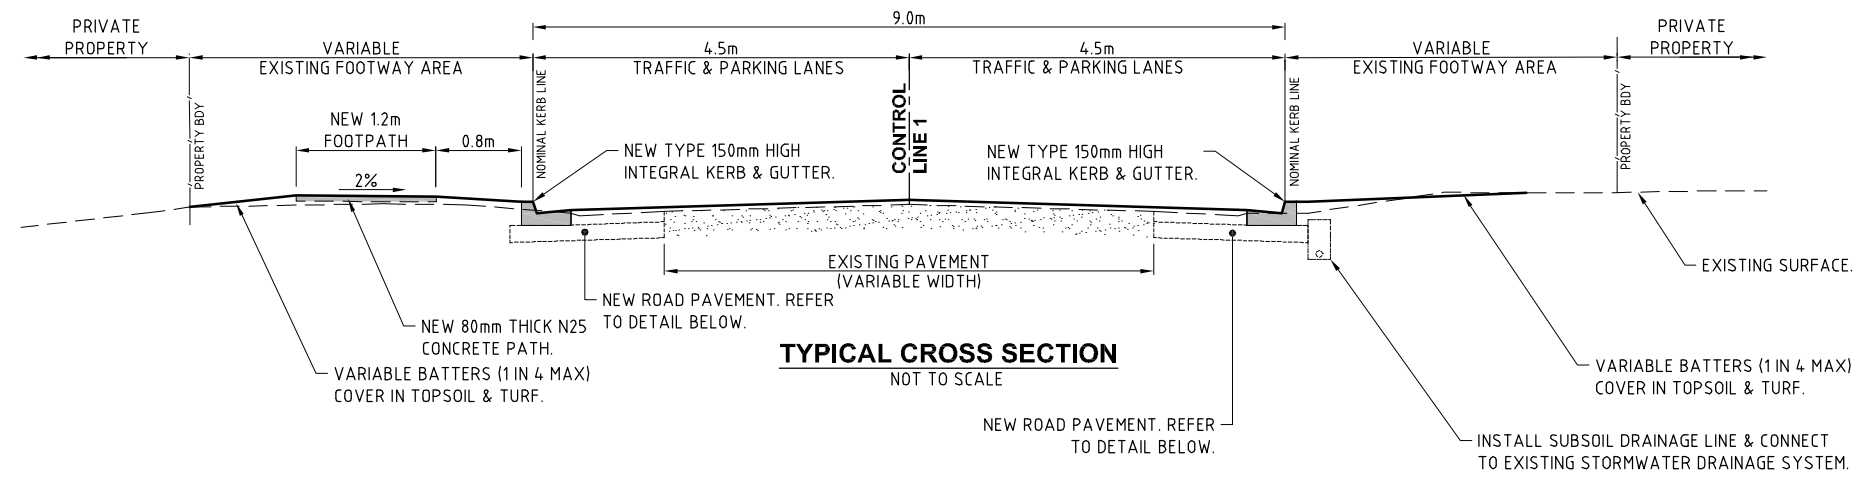 PRIVATE
PROPERTY
VARIABLE
EXISTING FOOTWAY AREA
9.0m
4.5m
TRAFFIC & PARKING LANES
4.5m
TRAFFIC & PARKING LANES
VARIABLE
EXISTING FOOTWAY AREA
PRIVATE
PROPERTY
PROPERTY BDY
NEW 1.2m
FOOTPATH
0.8m
2%
NOMINAL KERB LINE
NEW TYPE 150mm HIGH
INTEGRAL KERB & GUTTER.
CONTROL
LINE 1
NEW TYPE 150mm HIGH
INTEGRAL KERB & GUTTER.
NOMINAL KERB LINE
PROPERTY BDY
EXISTING PAVEMENT
(VARIABLE WIDTH)
EXISTING SURFACE.
NEW ROAD PAVEMENT. REFER
TO DETAIL BELOW.
NEW 80mm THICK N25
CONCRETE PATH.
VARIABLE BATTERS (1 IN 4 MAX)
COVER IN TOPSOIL & TURF.
TYPICAL CROSS SECTION
NOT TO SCALE
VARIABLE BATTERS (1 IN 4 MAX)
COVER IN TOPSOIL & TURF.
NEW ROAD PAVEMENT. REFER
TO DETAIL BELOW.
INSTALL SUBSOIL DRAINAGE LINE & CONNECT
TO EXISTING STORMWATER DRAINAGE SYSTEM.